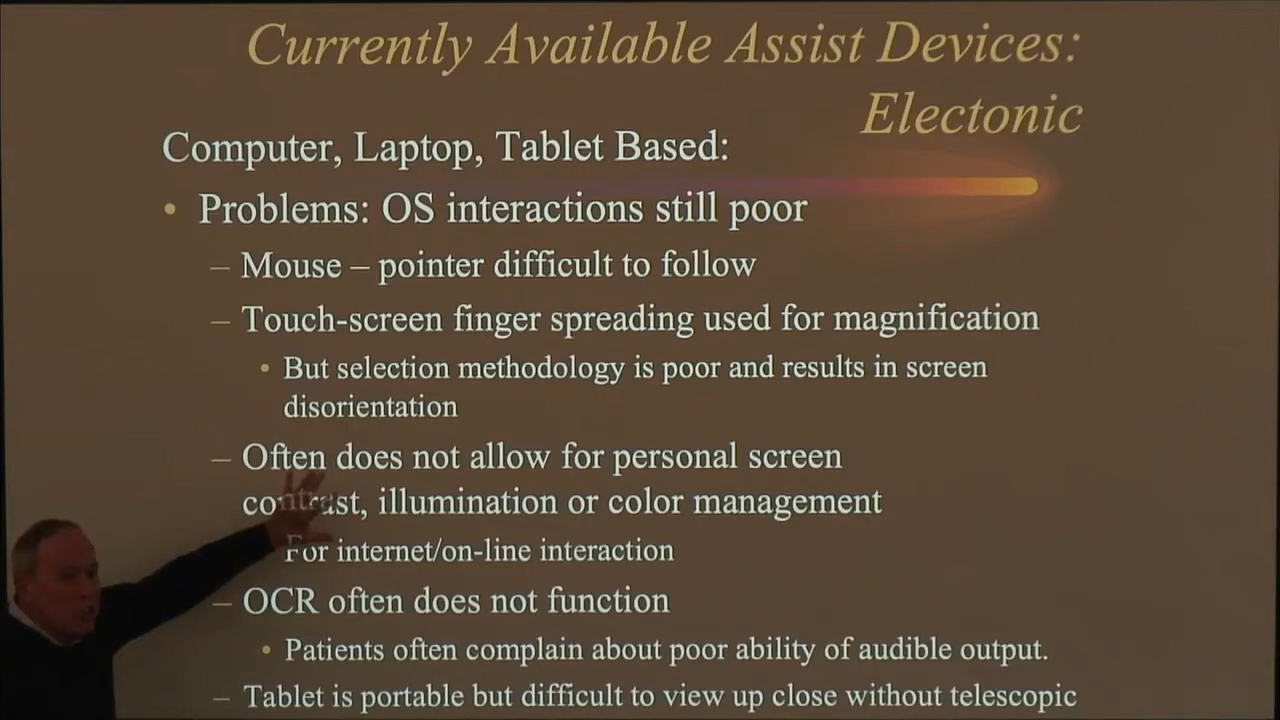 Currently Available Assist Devices:
Electonic
Computer, Laptop, Tablet Based:
• Problems: OS interactions still poor
– Mouse – pointer difficult to follow
– Touch-screen finger spreading used for magnification
• But selection methodology is poor and results in screen
disorientation
– Often does not allow for personal screen
contrast, illumination or color management
For internet/on-line interaction
– OCR often does not function
• Patients often complain about poor ability of audible output.
– Tablet is portable but difficult to view up close without telescopic